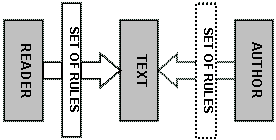 READER
SET OF RULES
TEXT
SET OF RULES
AUTHOR